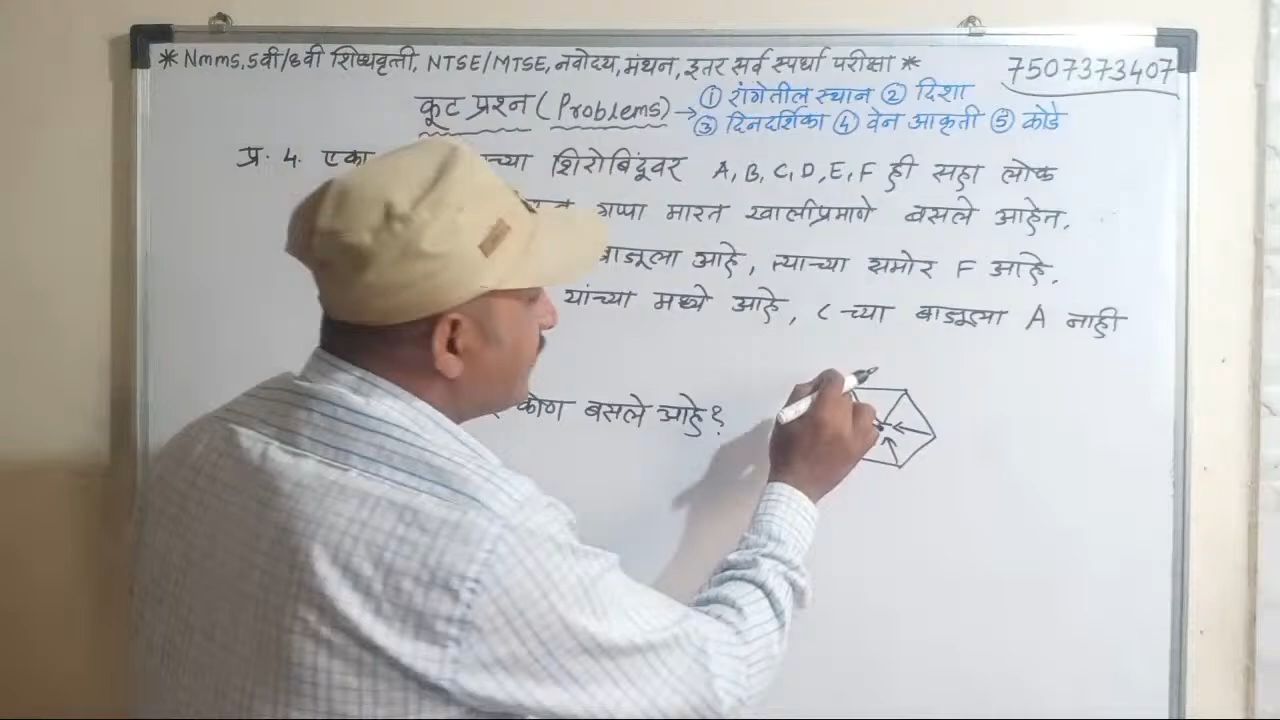 * Nmms, 5वी/8वी शिष्यवृत्ती, NTSE/MTSE, नवोदय, मंथन, इतर सर्व स्पर्धा परीक्षा *
7507373407
कूट प्रश्न (Problems) → ① रांगेतील स्थान ② दिशा
③ दिनदर्शिका ④ वेन आकृती ⑤ कोडे
प्र. 4. एका च्या शिरोबिंदूवर A, B, C, D, E, F ही सहा लोक
गप्पा मारत खालीप्रमाणे बसले आहेत.
बाजूला आहे, त्याच्या समोर F आहे.
यांच्या मध्ये आहे, C च्या बाजूला A नाही
कोण बसले आहे?